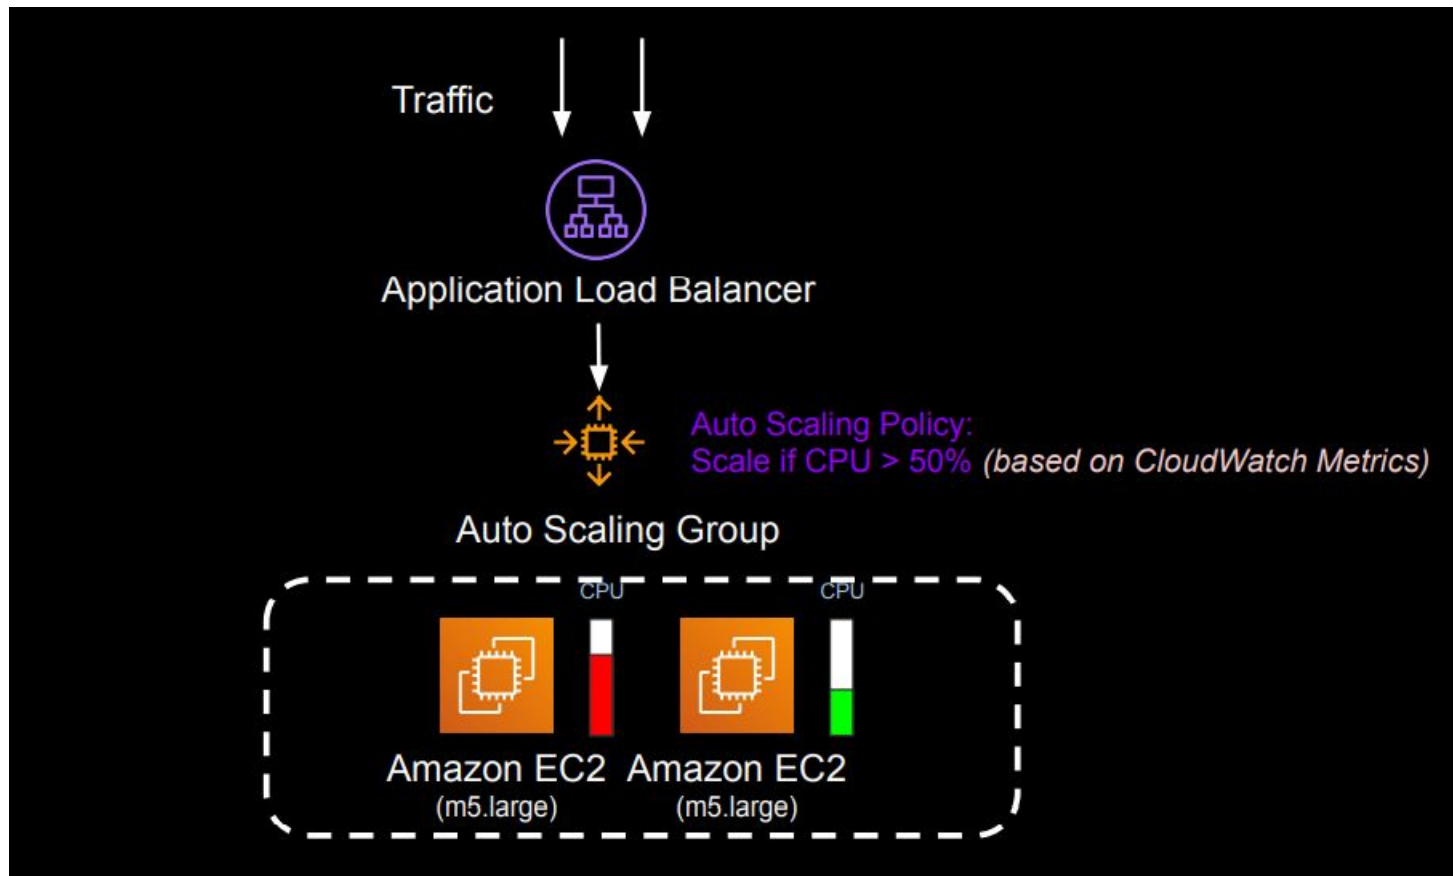 Traffic
Application Load Balancer
Auto Scaling Policy:
Scale if CPU > 50% (based on CloudWatch Metrics)
Auto Scaling Group
CPU
CPU
Amazon EC2
(m5.large)
Amazon EC2
(m5.large)